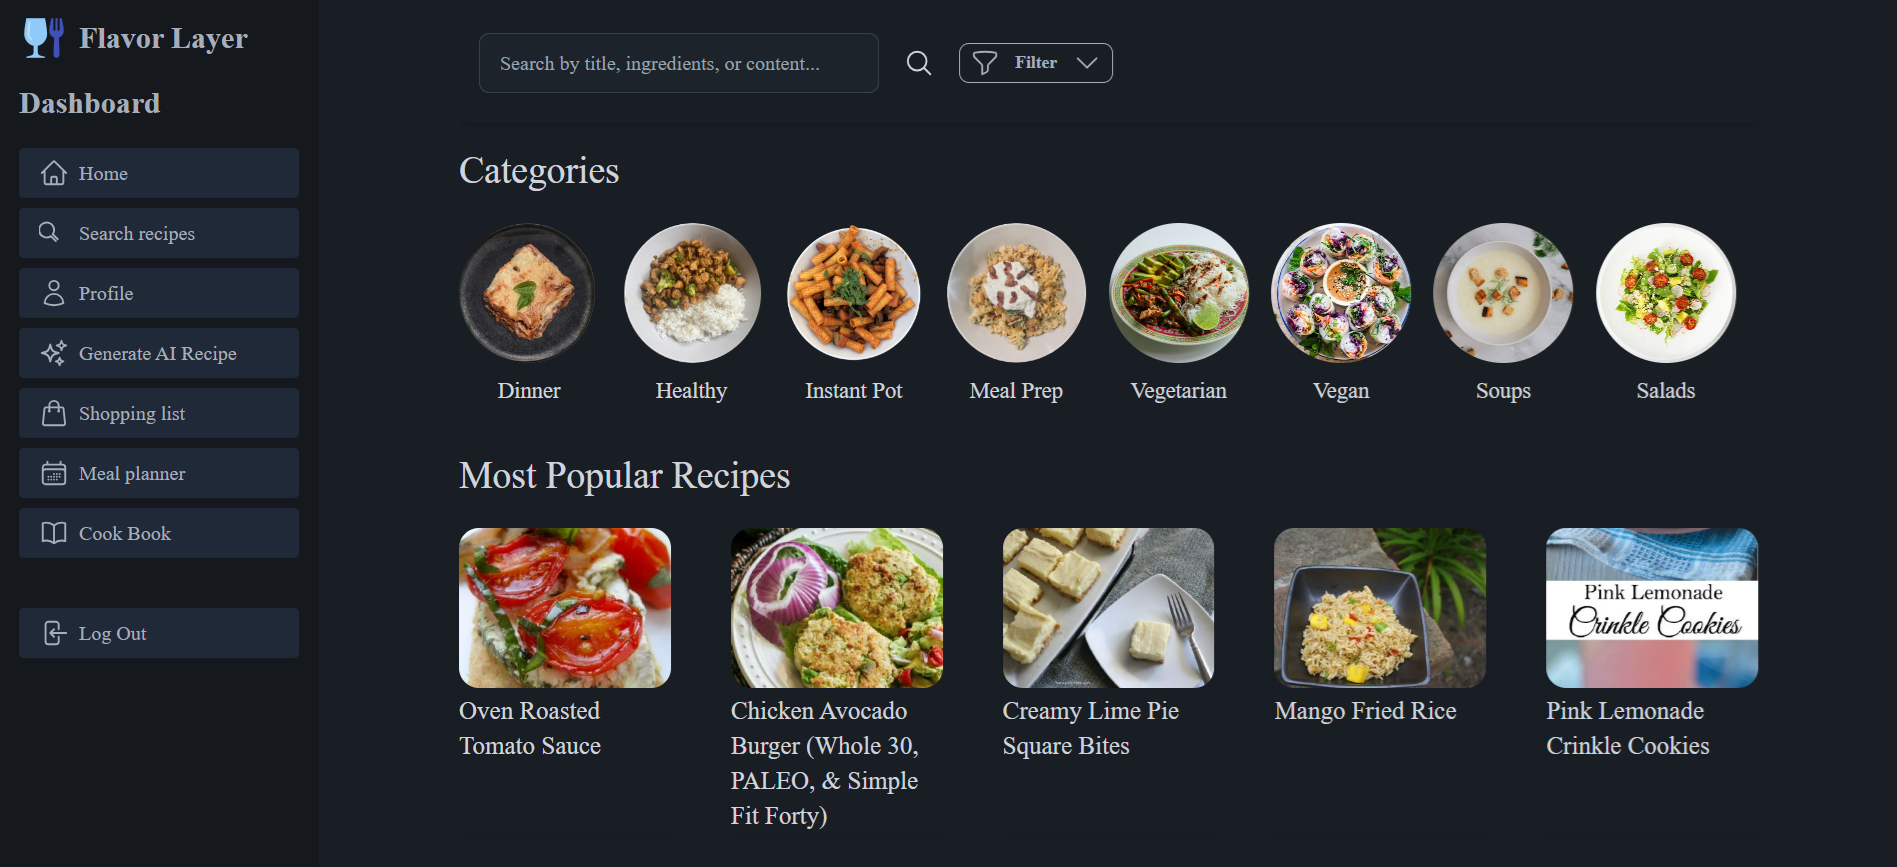 Flavor Layer
Dashboard
Home
Search recipes
Profile
Generate AI Recipe
Shopping list
Meal planner
Cook Book
Log Out
Search by title, ingredients, or content...
Filter
Categories
Dinner
Healthy
Instant Pot
Meal Prep
Vegetarian
Vegan
Soups
Salads
Most Popular Recipes
Pink Lemonade
Crinkle Cookies
Oven Roasted
Tomato Sauce
Chicken Avocado
Burger (Whole 30,
PALEO, & Simple
Fit Forty)
Creamy Lime Pie
Square Bites
Mango Fried Rice
Pink Lemonade
Crinkle Cookies